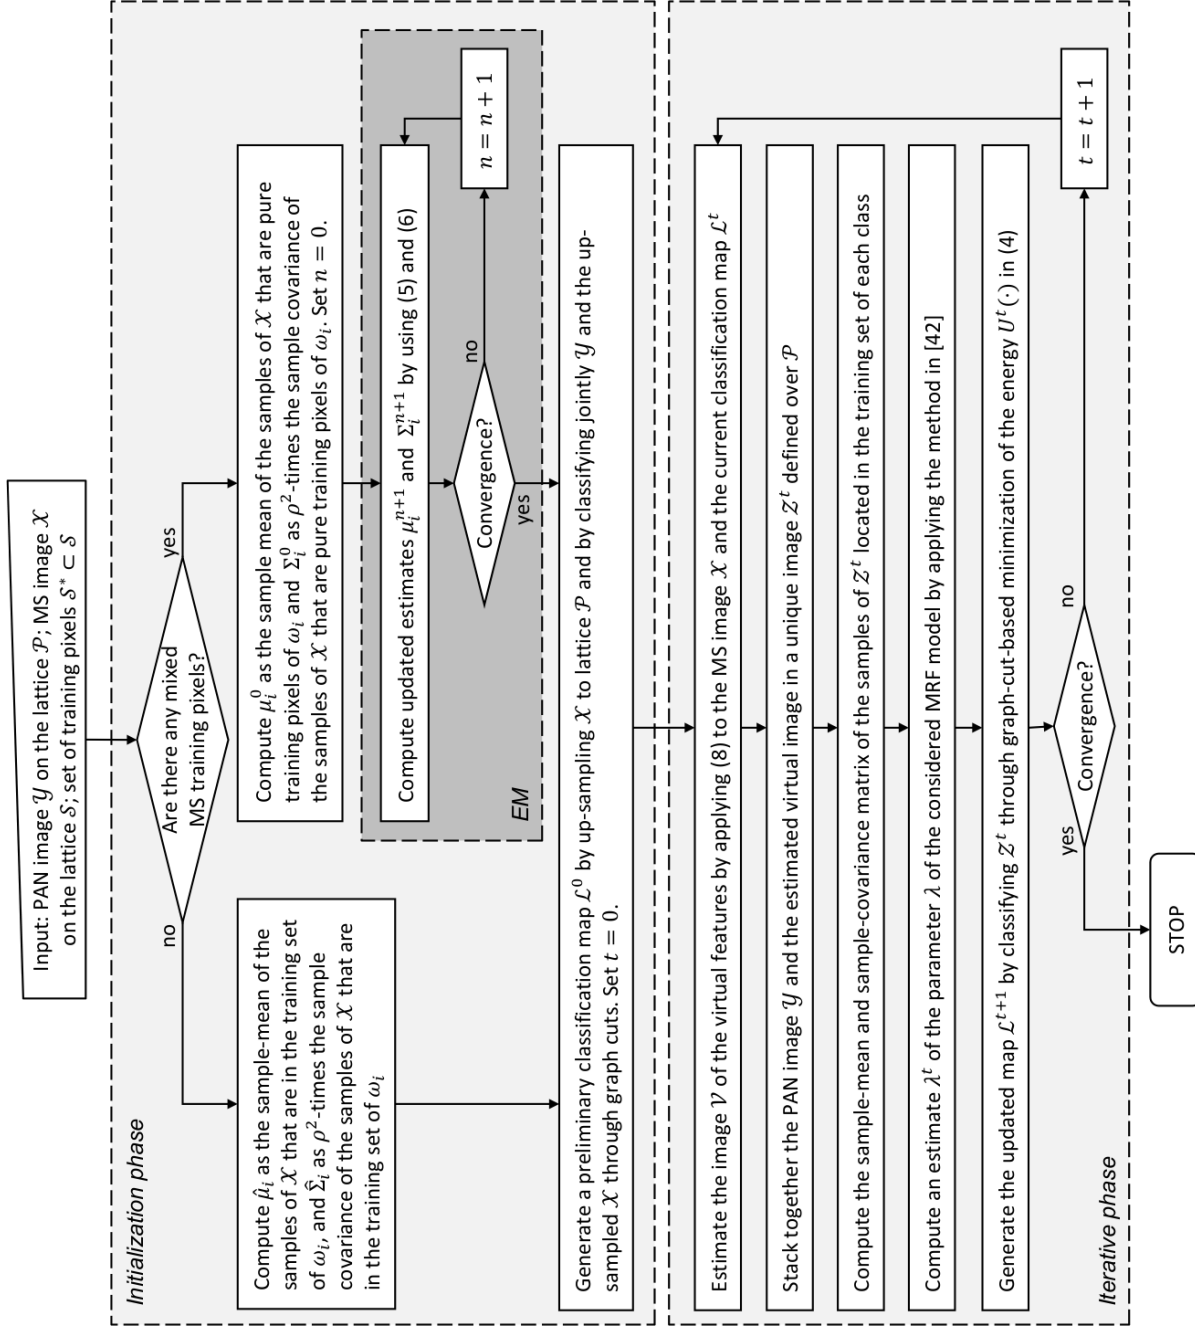 Input: PAN image 𝒴 on the lattice 𝒫; MS image 𝒳
on the lattice 𝒮; set of training pixels 𝒮* ⊂ 𝒮
Initialization phase
Are there any mixed
MS training pixels?
no
yes
Compute μ̂ᵢ as the sample-mean of the
samples of 𝒳 that are in the training set
of ωᵢ, and Σ̂ᵢ as ρ²-times the sample
covariance of the samples of 𝒳 that are
in the training set of ωᵢ
Compute μᵢ⁰ as the sample mean of the samples of 𝒳 that are pure
training pixels of ωᵢ and Σᵢ⁰ as ρ²-times the sample covariance of
the samples of 𝒳 that are pure training pixels of ωᵢ. Set n = 0.
Compute updated estimates μᵢⁿ⁺¹ and Σᵢⁿ⁺¹ by using (5) and (6)
Convergence?
no
n = n + 1
yes
EM
Generate a preliminary classification map ℒ⁰ by up-sampling 𝒳 to lattice 𝒫 and by classifying jointly 𝒴 and the up-
sampled 𝒳 through graph cuts. Set t = 0.
Estimate the image 𝒱 of the virtual features by applying (8) to the MS image 𝒳 and the current classification map ℒᵗ
Stack together the PAN image 𝒴 and the estimated virtual image in a unique image 𝒵ᵗ defined over 𝒫
Compute the sample-mean and sample-covariance matrix of the samples of 𝒵ᵗ located in the training set of each class
Compute an estimate λᵗ of the parameter λ of the considered MRF model by applying the method in [42]
Generate the updated map ℒᵗ⁺¹ by classifying 𝒵ᵗ through graph-cut-based minimization of the energy Uᵗ(·) in (4)
Convergence?
yes
no
t = t + 1
Iterative phase
STOP